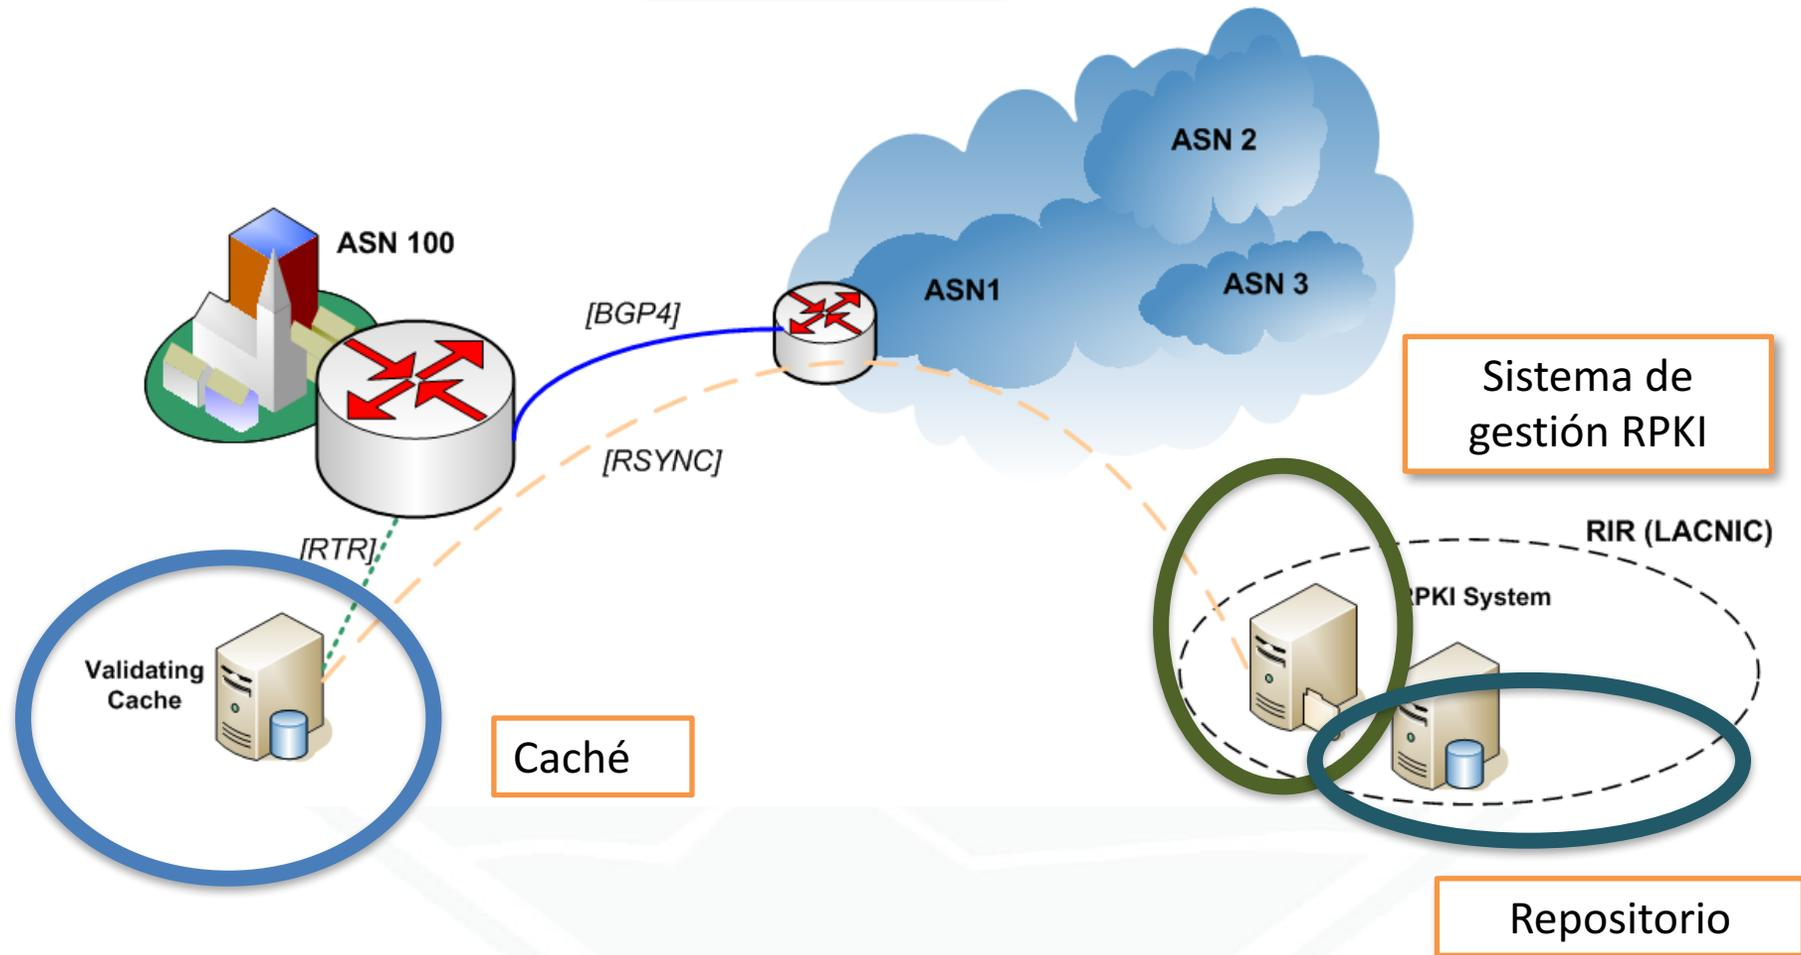 ASN 2
ASN 100
[BGP4]
ASN1
ASN 3
Sistema de
gestión RPKI
[RSYNC]
RIR (LACNIC)
[RTR]
RPKI System
Validating
Cache
Caché
Repositorio